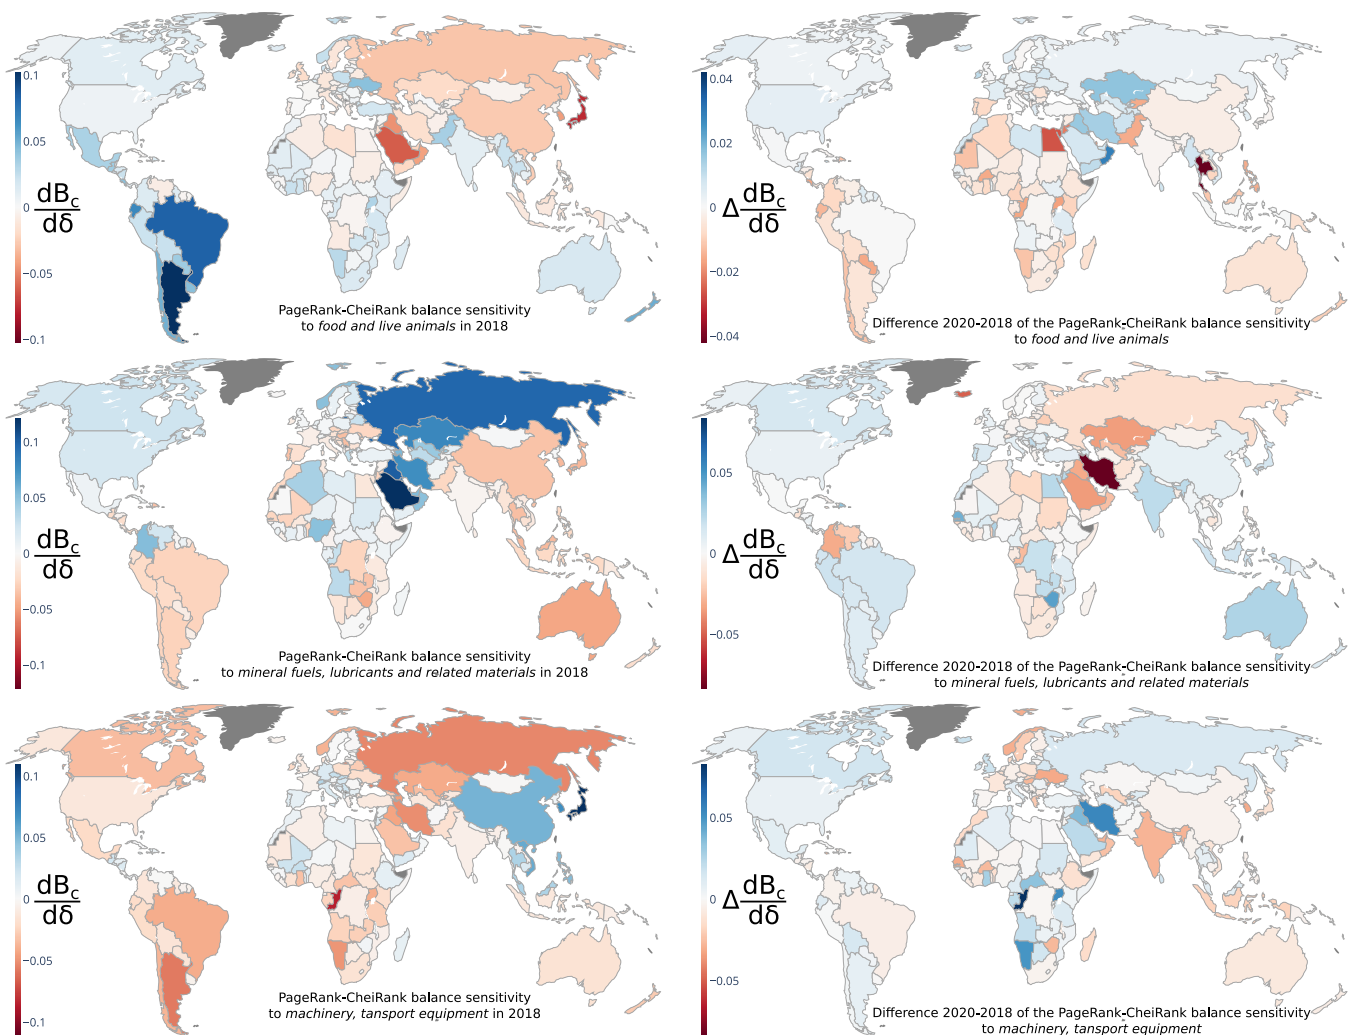 0.1
0.05
0
dB_c
dδ
−0.05
−0.1
PageRank-CheiRank balance sensitivity
to food and live animals in 2018
0.04
0.02
0
Δ dB_c
dδ
−0.02
−0.04
Difference 2020-2018 of the PageRank-CheiRank balance sensitivity
to food and live animals
0.1
0.05
0
dB_c
dδ
−0.05
−0.1
PageRank-CheiRank balance sensitivity
to mineral fuels, lubricants and related materials in 2018
0.05
0
Δ dB_c
dδ
−0.05
Difference 2020-2018 of the PageRank-CheiRank balance sensitivity
to mineral fuels, lubricants and related materials
0.1
0.05
0
dB_c
dδ
−0.05
−0.1
PageRank-CheiRank balance sensitivity
to machinery, tansport equipment in 2018
0.05
0
Δ dB_c
dδ
−0.05
Difference 2020-2018 of the PageRank-CheiRank balance sensitivity
to machinery, tansport equipment